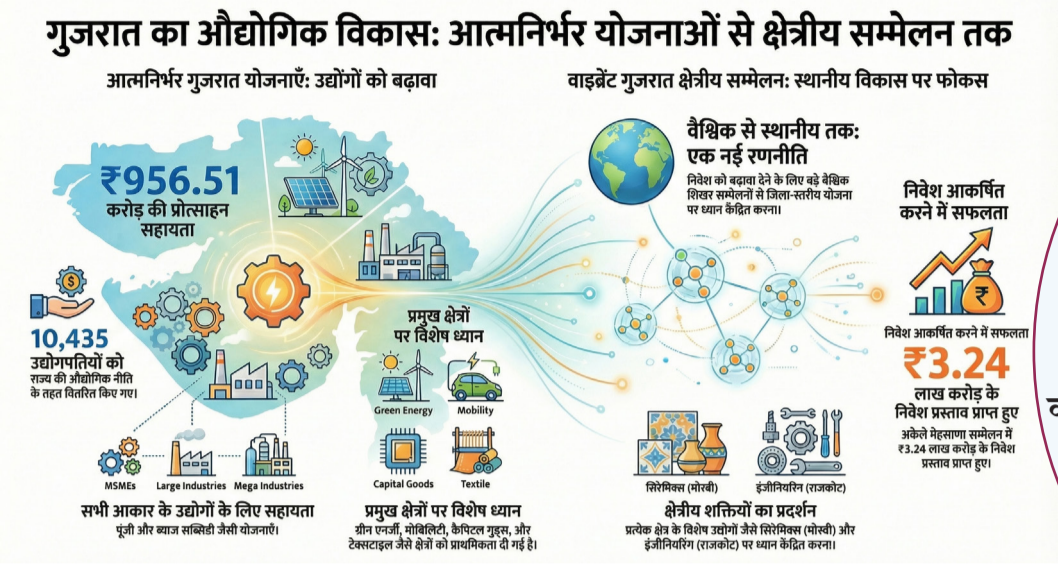 गुजरात का औद्योगिक विकास: आत्मनिर्भर योजनाओं से क्षेत्रीय सम्मेलन तक
आत्मनिर्भर गुजरात योजनाएँ: उद्योंगों को बढ़ावा
₹956.51
करोड़ की प्रोत्साहन
सहायता
10,435
उद्योगपतियों को
राज्य की औद्योगिक नीति
के तहत वितरित किए गए।
MSMEs
Large Industries
Mega Industries
सभी आकार के उद्योगों के लिए सहायता
पूंजी और ब्याज सब्सिडी जैसी योजनाएँ।
प्रमुख क्षेत्रों
पर विशेष ध्यान
Green Energy
Mobility
Capital Goods
Textile
प्रमुख क्षेत्रों पर विशेष ध्यान
ग्रीन एनर्जी, मोबिलिटी, कैपिटल गुड्स, और
टेक्सटाइल जैसे क्षेत्रों को प्राथमिकता दी गई है।
वाइब्रेंट गुजरात क्षेत्रीय सम्मेलन: स्थानीय विकास पर फोकस
वैश्विक से स्थानीय तक:
एक नई रणनीति
निवेश को बढ़ावा देने के लिए बड़े वैश्विक
शिखर सम्मेलनों से जिला-स्तरीय योजना
पर ध्यान केंद्रित करना।
सिरेमिक्स (मोरबी)
इंजीनियरिन (राजकोट)
क्षेत्रीय शक्तियों का प्रदर्शन
प्रत्येक क्षेत्र के विशेष उद्योगों जैसे सिरेमिक्स (मोरबी) और
इंजीनियरिंग (राजकोट) पर ध्यान केंद्रित करना।
निवेश आकर्षित
करने में सफलता
₹
निवेश आकर्षित करने में सफलता
₹3.24
लाख करोड़ के
निवेश प्रस्ताव प्राप्त हुए
अकेले मेहसाणा सम्मेलन में
₹3.24 लाख करोड़ के निवेश
प्रस्ताव प्राप्त हुए।